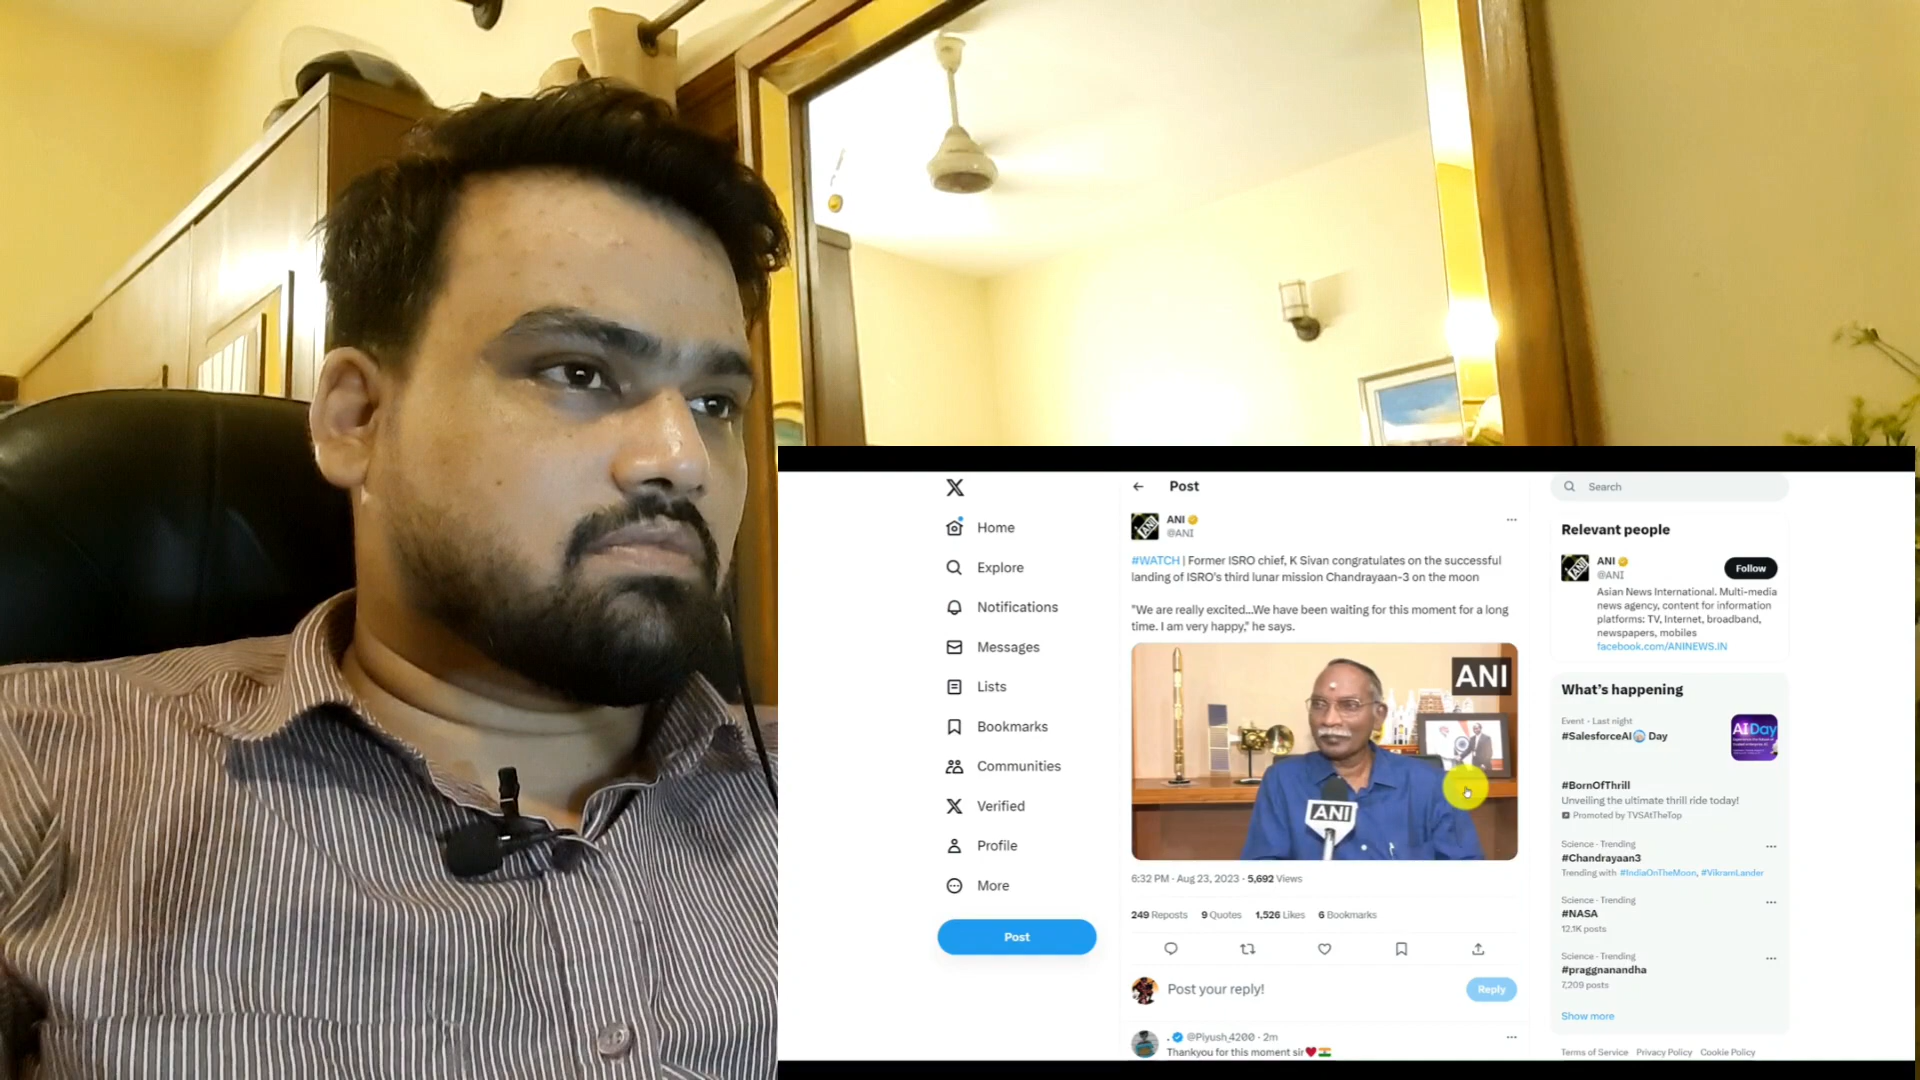 Post
Search
Home
Explore
Notifications
Messages
Lists
Bookmarks
Communities
Verified
Profile
More
Post
ANI
@ANI
#WATCH | Former ISRO chief, K Sivan congratulates on the successful
landing of ISRO's third lunar mission Chandrayaan-3 on the moon
"We are really excited...We have been waiting for this moment for a long
time. I am very happy," he says.
ANI
ANI
6:32 PM · Aug 23, 2023 · 5,692 Views
249 Reposts 9 Quotes 1,526 Likes 6 Bookmarks
Post your reply!
Reply
. @Piyush_4200 · 2m
Thankyou for this moment sir❤️🇮🇳
Relevant people
ANI
@ANI
Follow
Asian News International. Multi-media
news agency, content for information
platforms: TV, Internet, broadband,
newspapers, mobiles
facebook.com/ANINEWS.IN
What's happening
Event · Last night
#SalesforceAI Day
AI Day
#BornOfThrill
Unveiling the ultimate thrill ride today!
Promoted by TVSAtTheTop
Science · Trending
#Chandrayaan3
Trending with #IndiaOnTheMoon, #VikramLander
Science · Trending
#NASA
12.1K posts
Science · Trending
#praggnanandha
7,209 posts
Show more
Terms of Service Privacy Policy Cookie Policy